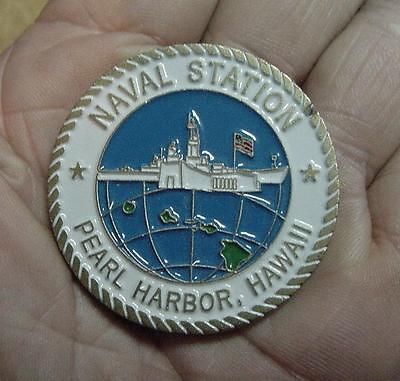 NAVAL STATION
PEARL HARBOR, HAWAII